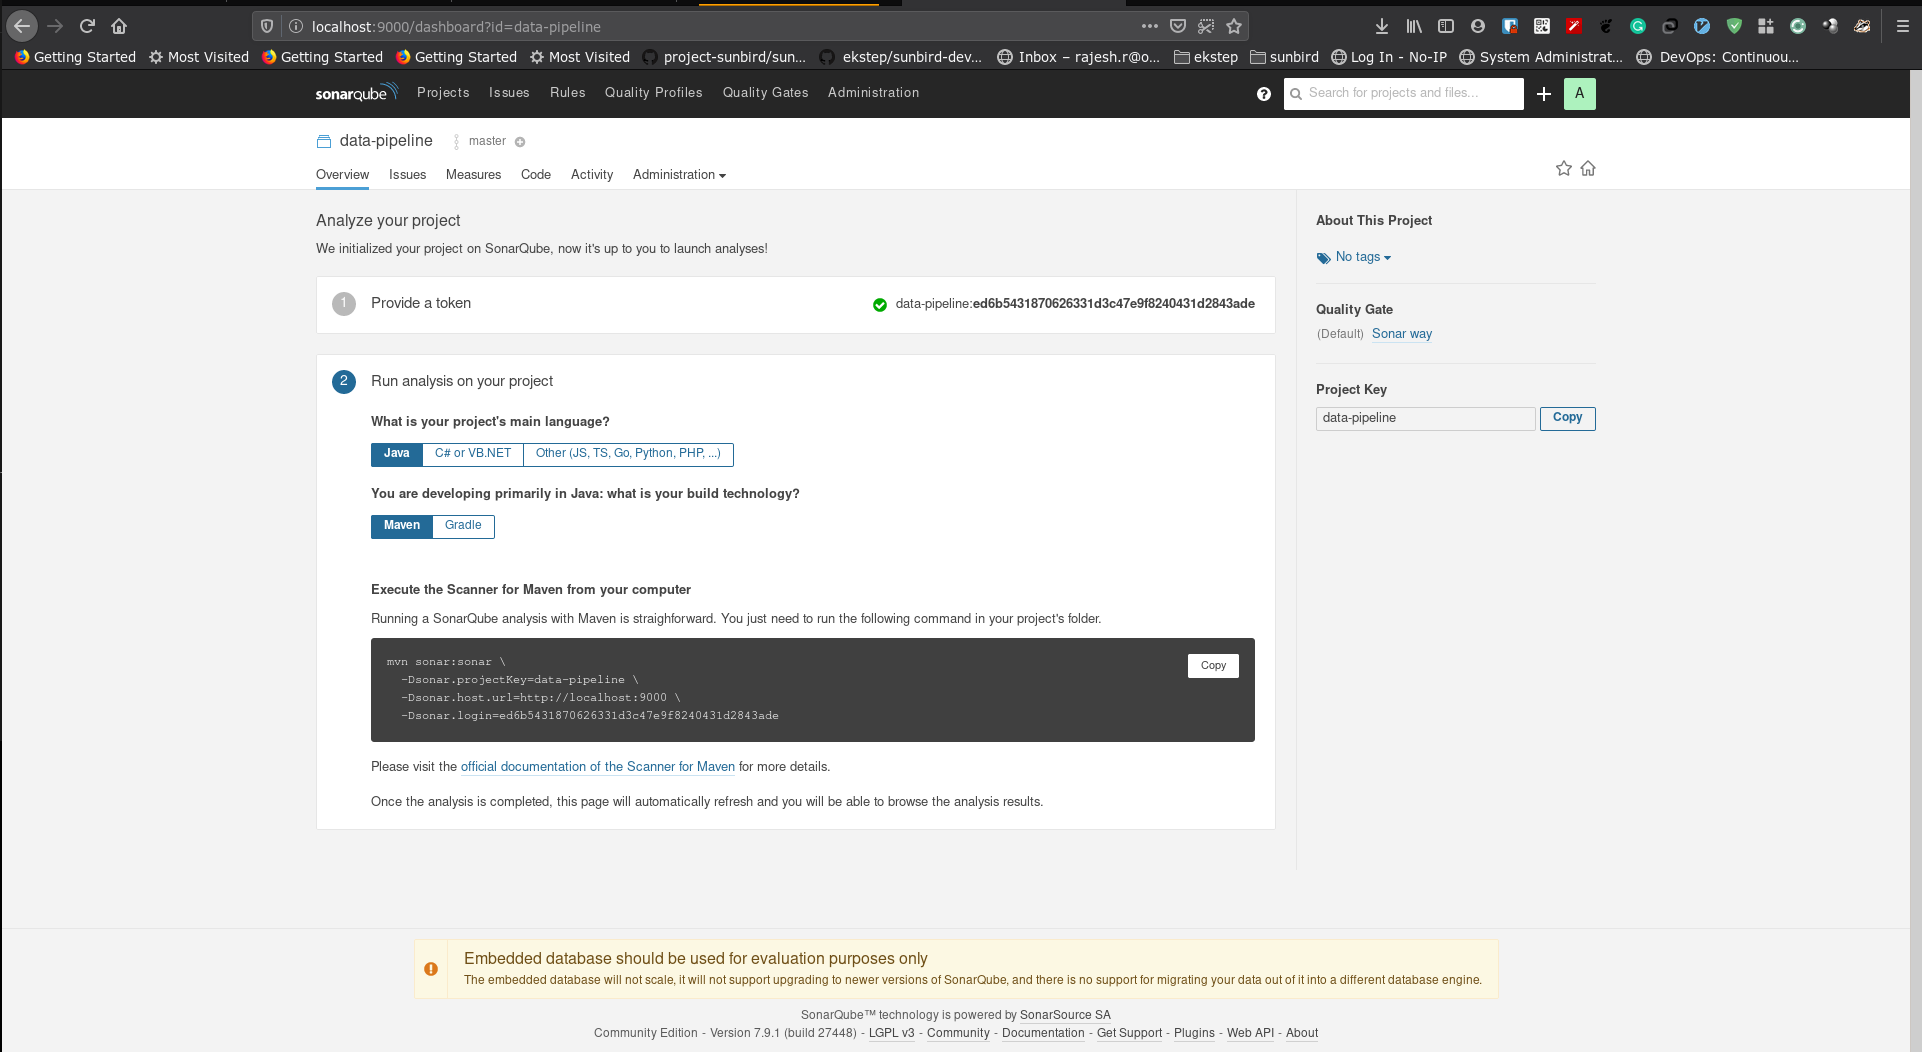 localhost:9000/dashboard?id=data-pipeline
Getting Started Most Visited Getting Started Getting Started Most Visited project-sunbird/sun... ekstep/sunbird-dev... Inbox – rajesh.r@o... ekstep sunbird Log In - No-IP System Administrat... DevOps: Continuou...
sonarqube Projects Issues Rules Quality Profiles Quality Gates Administration ? Search for projects and files... A
data-pipeline master
Overview Issues Measures Code Activity Administration
Analyze your project
We initialized your project on SonarQube, now it's up to you to launch analyses!
1 Provide a token data-pipeline:ed6b5431870626331d3c47e9f8240431d2843ade
2 Run analysis on your project
What is your project's main language?
Java C# or VB.NET Other (JS, TS, Go, Python, PHP, ...)
You are developing primarily in Java: what is your build technology?
Maven Gradle
Execute the Scanner for Maven from your computer
Running a SonarQube analysis with Maven is straighforward. You just need to run the following command in your project's folder.
Copy
mvn sonar:sonar \
-Dsonar.projectKey=data-pipeline \
-Dsonar.host.url=http://localhost:9000 \
-Dsonar.login=ed6b5431870626331d3c47e9f8240431d2843ade
Please visit the official documentation of the Scanner for Maven for more details.
Once the analysis is completed, this page will automatically refresh and you will be able to browse the analysis results.
About This Project
No tags
Quality Gate
(Default) Sonar way
Project Key
data-pipeline Copy
Embedded database should be used for evaluation purposes only
The embedded database will not scale, it will not support upgrading to newer versions of SonarQube, and there is no support for migrating your data out of it into a different database engine.
SonarQube™ technology is powered by SonarSource SA
Community Edition - Version 7.9.1 (build 27448) - LGPL v3 - Community - Documentation - Get Support - Plugins - Web API - About